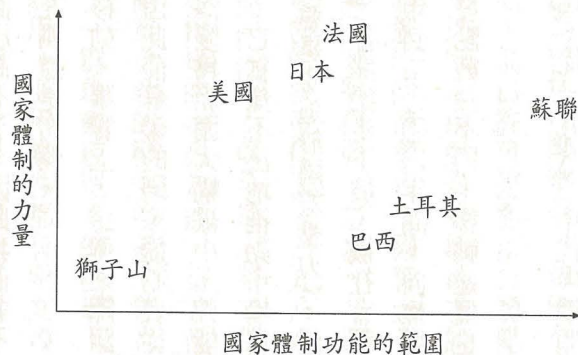 法國
日本
美國
蘇聯
國家體制的力量
土耳其
巴西
獅子山
國家體制功能的範圍